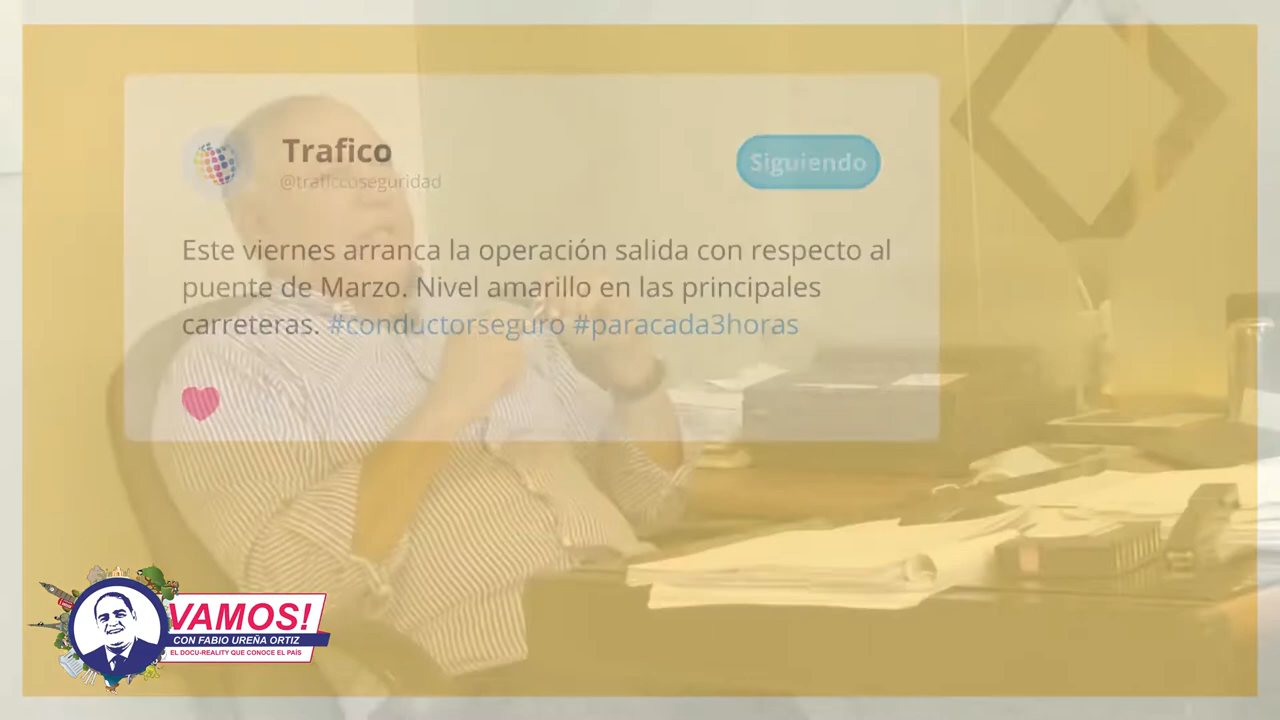 Trafico
@traficcoseguridad
Siguiendo
Este viernes arranca la operación salida con respecto al
puente de Marzo. Nivel amarillo en las principales
carreteras. #conductorseguro #paracada3horas
VAMOS!
CON FABIO UREÑA ORTIZ
EL DOCU-REALITY QUE CONOCE EL PAÍS